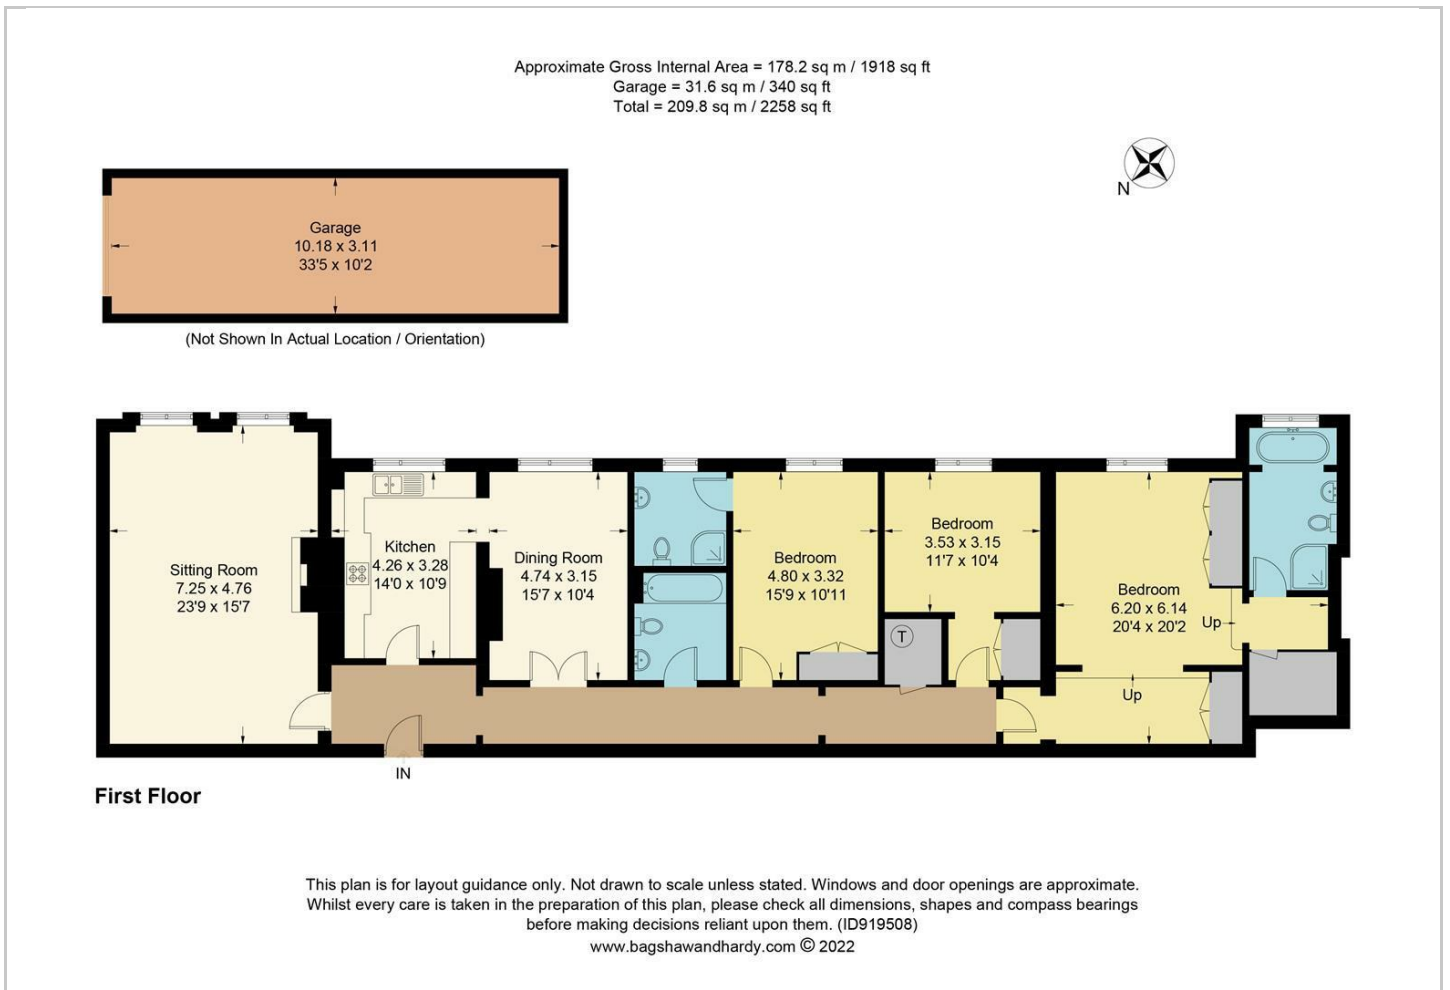 Approximate Gross Internal Area = 178.2 sq m / 1918 sq ft
Garage = 31.6 sq m / 340 sq ft
Total = 209.8 sq m / 2258 sq ft
N
Garage
10.18 x 3.11
33'5 x 10'2
(Not Shown In Actual Location / Orientation)
Sitting Room
7.25 x 4.76
23'9 x 15'7
Kitchen
4.26 x 3.28
14'0 x 10'9
Dining Room
4.74 x 3.15
15'7 x 10'4
Bedroom
4.80 x 3.32
15'9 x 10'11
Bedroom
3.53 x 3.15
11'7 x 10'4
T
Bedroom
6.20 x 6.14
20'4 x 20'2
Up
Up
IN
First Floor
This plan is for layout guidance only. Not drawn to scale unless stated. Windows and door openings are approximate.
Whilst every care is taken in the preparation of this plan, please check all dimensions, shapes and compass bearings
before making decisions reliant upon them. (ID919508)
www.bagshawandhardy.com © 2022